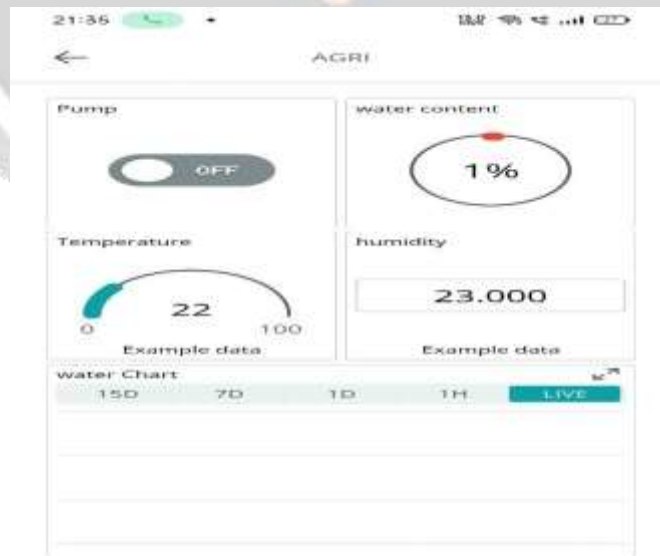 21:35
AGRI
Pump
OFF
water content
1%
Temperature
22
0 100
Example data
humidity
23.000
Example data
water Chart
15D 7D 1D 1H LIVE